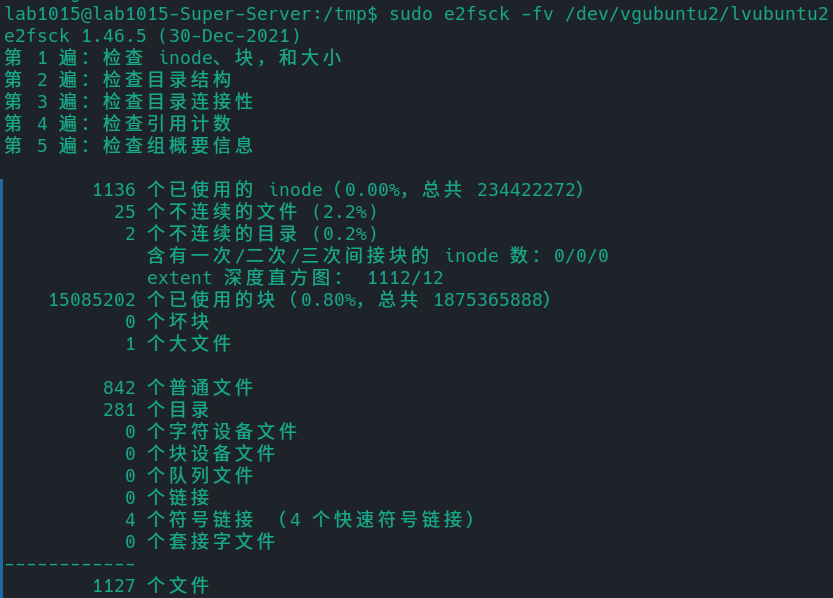 lab1015@lab1015-Super-Server:/tmp$ sudo e2fsck -fv /dev/vgubuntu2/lvubuntu2
e2fsck 1.46.5 (30-Dec-2021)
第 1 遍：检查 inode、块，和大小
第 2 遍：检查目录结构
第 3 遍：检查目录连接性
第 4 遍：检查引用计数
第 5 遍：检查组概要信息
1136 个已使用的 inode（0.00%，总共 234422272）
25 个不连续的文件（2.2%）
2 个不连续的目录（0.2%）
含有一次/二次/三次间接块的 inode 数：0/0/0
extent 深度直方图： 1112/12
15085202 个已使用的块（0.80%，总共 1875365888）
0 个坏块
1 个大文件
842 个普通文件
281 个目录
0 个字符设备文件
0 个块设备文件
0 个队列文件
0 个链接
4 个符号链接 （4 个快速符号链接）
0 个套接字文件
------------
1127 个文件